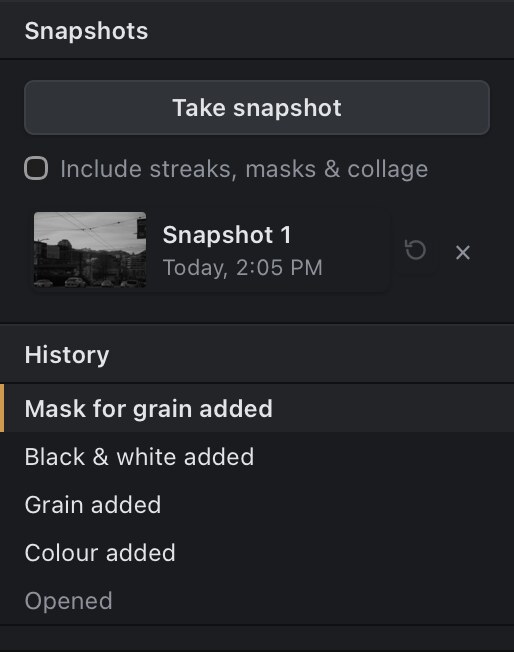 Snapshots
Take snapshot
Include streaks, masks & collage
Snapshot 1
Today, 2:05 PM
History
Mask for grain added
Black & white added
Grain added
Colour added
Opened